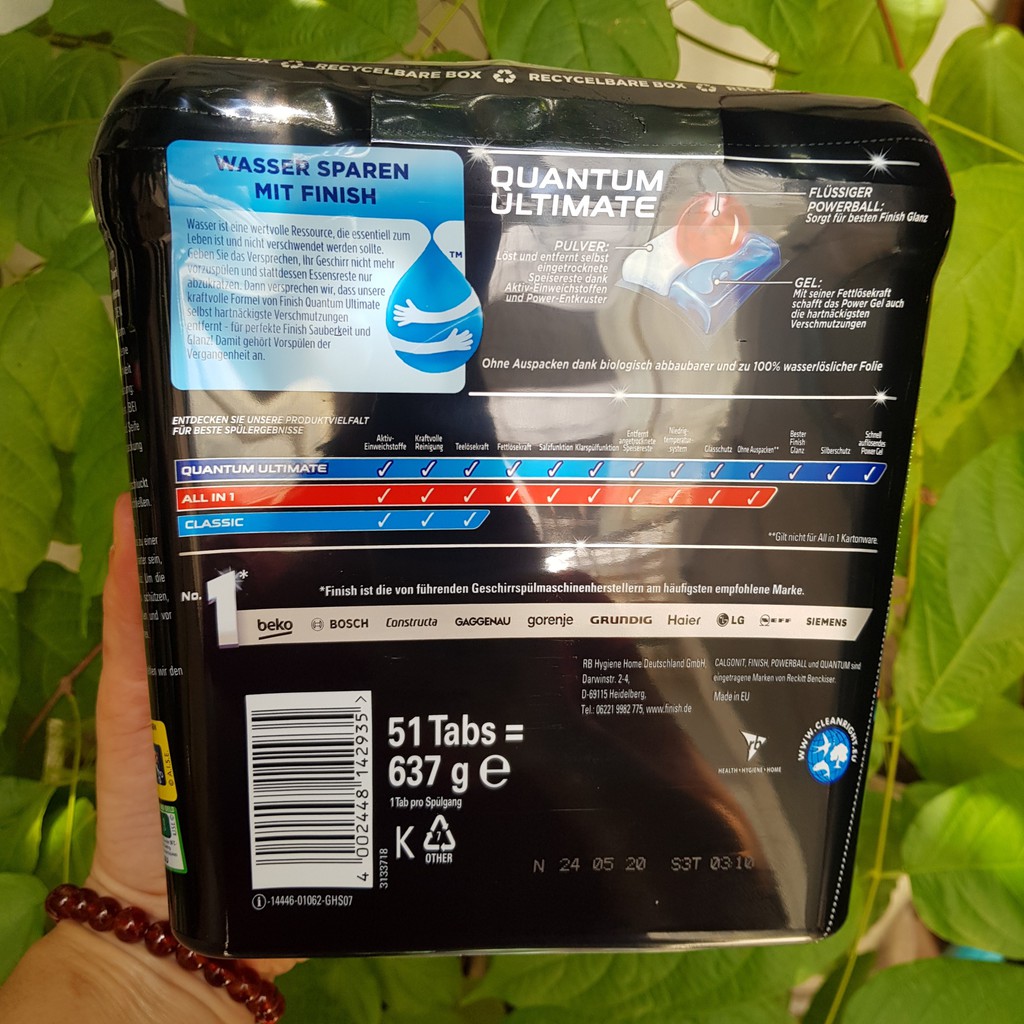 RECYCELBARE BOX RECYCELBARE BOX
WASSER SPAREN
MIT FINISH
Wasser ist eine wertvolle Ressource, die essentiell zum
Leben ist und nicht verschwendet werden sollte.
Geben Sie das Versprechen, Ihr Geschirr nicht mehr
vorzuspülen und stattdessen Essensreste nur
abzukratzen. Dann versprechen wir, dass unsere
kraftvolle Formel von Finish Quantum Ultimate
selbst hartnäckigste Verschmutzungen
entfernt - für perfekte Finish Sauberkeit und
Glanz! Damit gehört Vorspülen der
Vergangenheit an.
TM
QUANTUM
ULTIMATE
FLÜSSIGER
POWERBALL:
Sorgt für besten Finish Glanz
PULVER:
Löst und entfernt selbst
eingetrocknete
Speisereste dank
Aktiv-Einweichstoffen
und Power-Entkruster
GEL:
Mit seiner Fettlösekraft
schafft das Power Gel auch
die hartnäckigsten
Verschmutzungen
Ohne Auspacken dank biologisch abbaubarer und zu 100% wasserlöslicher Folie
ENTDECKEN SIE UNSERE PRODUKTVIELFALT
FÜR BESTE SPÜLERGEBNISSE
Aktiv-
Einweichstoffe
Kraftvolle
Reinigung
Teelösekraft
Fettlösekraft
Salzfunktion
Klarspülfunktion
Entfernt
angetrocknete
Speisereste
Niedrig-
temperatur-
system
Glasschutz
Ohne Auspacken**
Bester
Finish
Glanz
Silberschutz
Schnell
auflösendes
Power Gel
QUANTUM ULTIMATE ✓ ✓ ✓ ✓ ✓ ✓ ✓ ✓ ✓ ✓ ✓ ✓ ✓
ALL IN 1 ✓ ✓ ✓ ✓ ✓ ✓ ✓ ✓ ✓ ✓
CLASSIC ✓ ✓ ✓
**Gilt nicht für All in 1 Kartonware.
No. 1*
*Finish ist die von führenden Geschirrspülmaschinenherstellern am häufigsten empfohlene Marke.
beko BOSCH Constructa GAGGENAU gorenje GRUNDIG Haier LG NEFF SIEMENS
RB Hygiene Home Deutschland GmbH,
Darwinstr. 2-4,
D-69115 Heidelberg,
Tel.: 06221 9982 775, www.finish.de
CALGONIT, FINISH, POWERBALL und QUANTUM sind
eingetragene Marken von Reckitt Benckiser.
Made in EU
rb
HEALTH • HYGIENE • HOME
WWW.CLEANRIGHT.EU
4 002448 142935 >
51 Tabs =
637 g e
1 Tab pro Spülgang
K
7
OTHER
3133718
N 24 05 20 S3T 03:10
i-14446-01062-GHS07